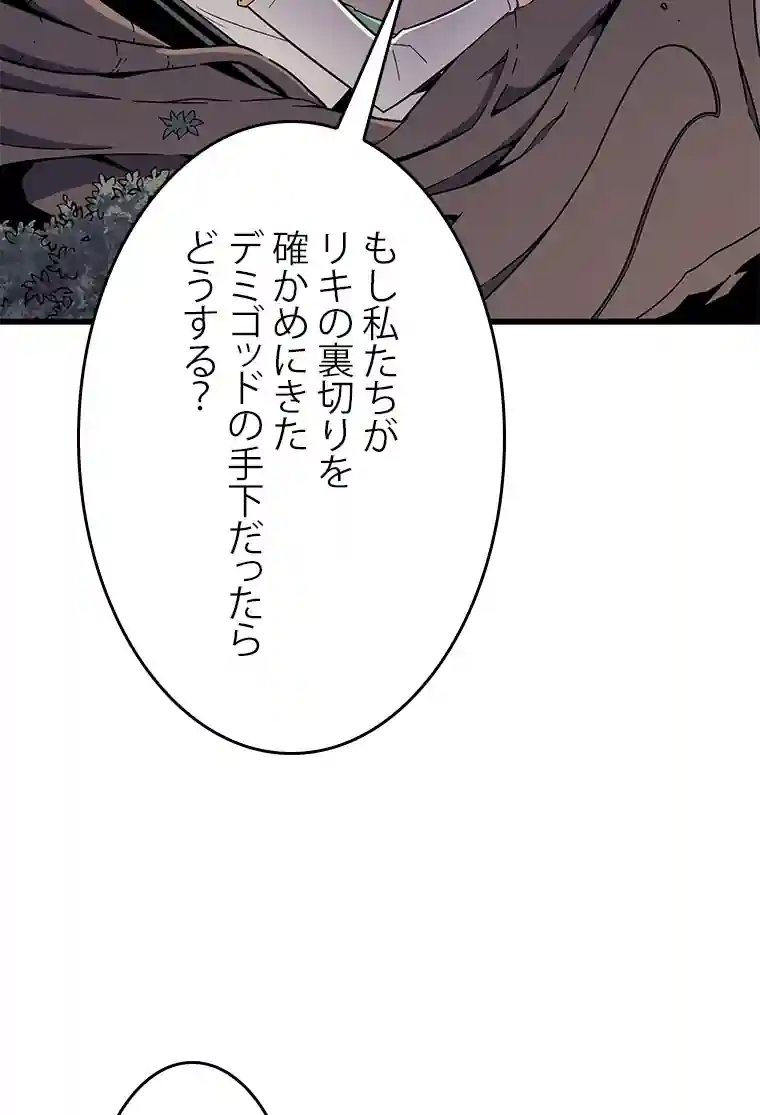 もし私たちが
リキの裏切りを
確かめにきた
デミゴッドの手下だったら
どうする?